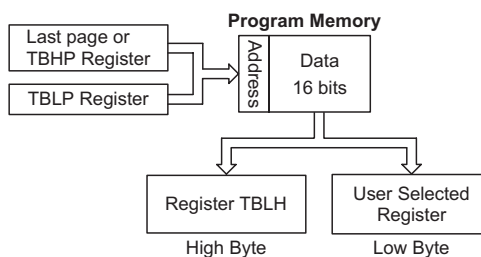 Program Memory
Last page or
TBHP Register
TBLP Register
Address
Data
16 bits
Register TBLH
User Selected
Register
High Byte
Low Byte